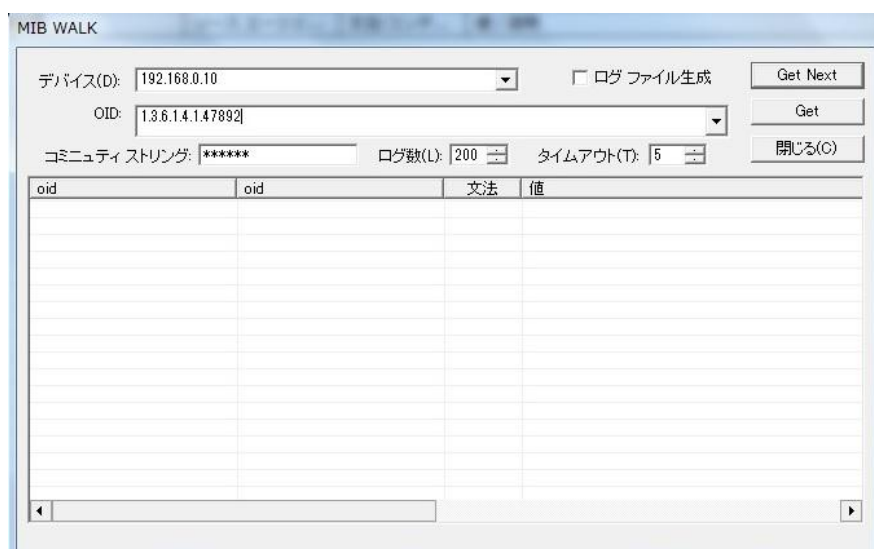 MIB WALK
デバイス(D): 192.168.0.10 ログ ファイル生成 Get Next
OID: 1.3.6.1.4.1.47892 Get
コミニュティ ストリング: ****** ログ数(L): 200 タイムアウト(T): 5 閉じる(C)
oid oid 文法 値